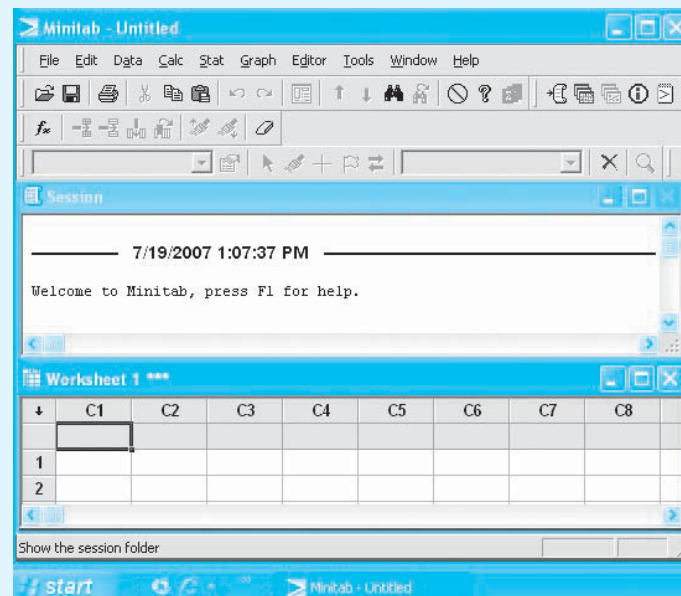 Minitab - Untitled
File Edit Data Calc Stat Graph Editor Tools Window Help
Session
7/19/2007 1:07:37 PM
Welcome to Minitab, press F1 for help.
Worksheet 1 ***
C1 C2 C3 C4 C5 C6 C7 C8
1
2
Show the session folder
start Minitab - Untitled